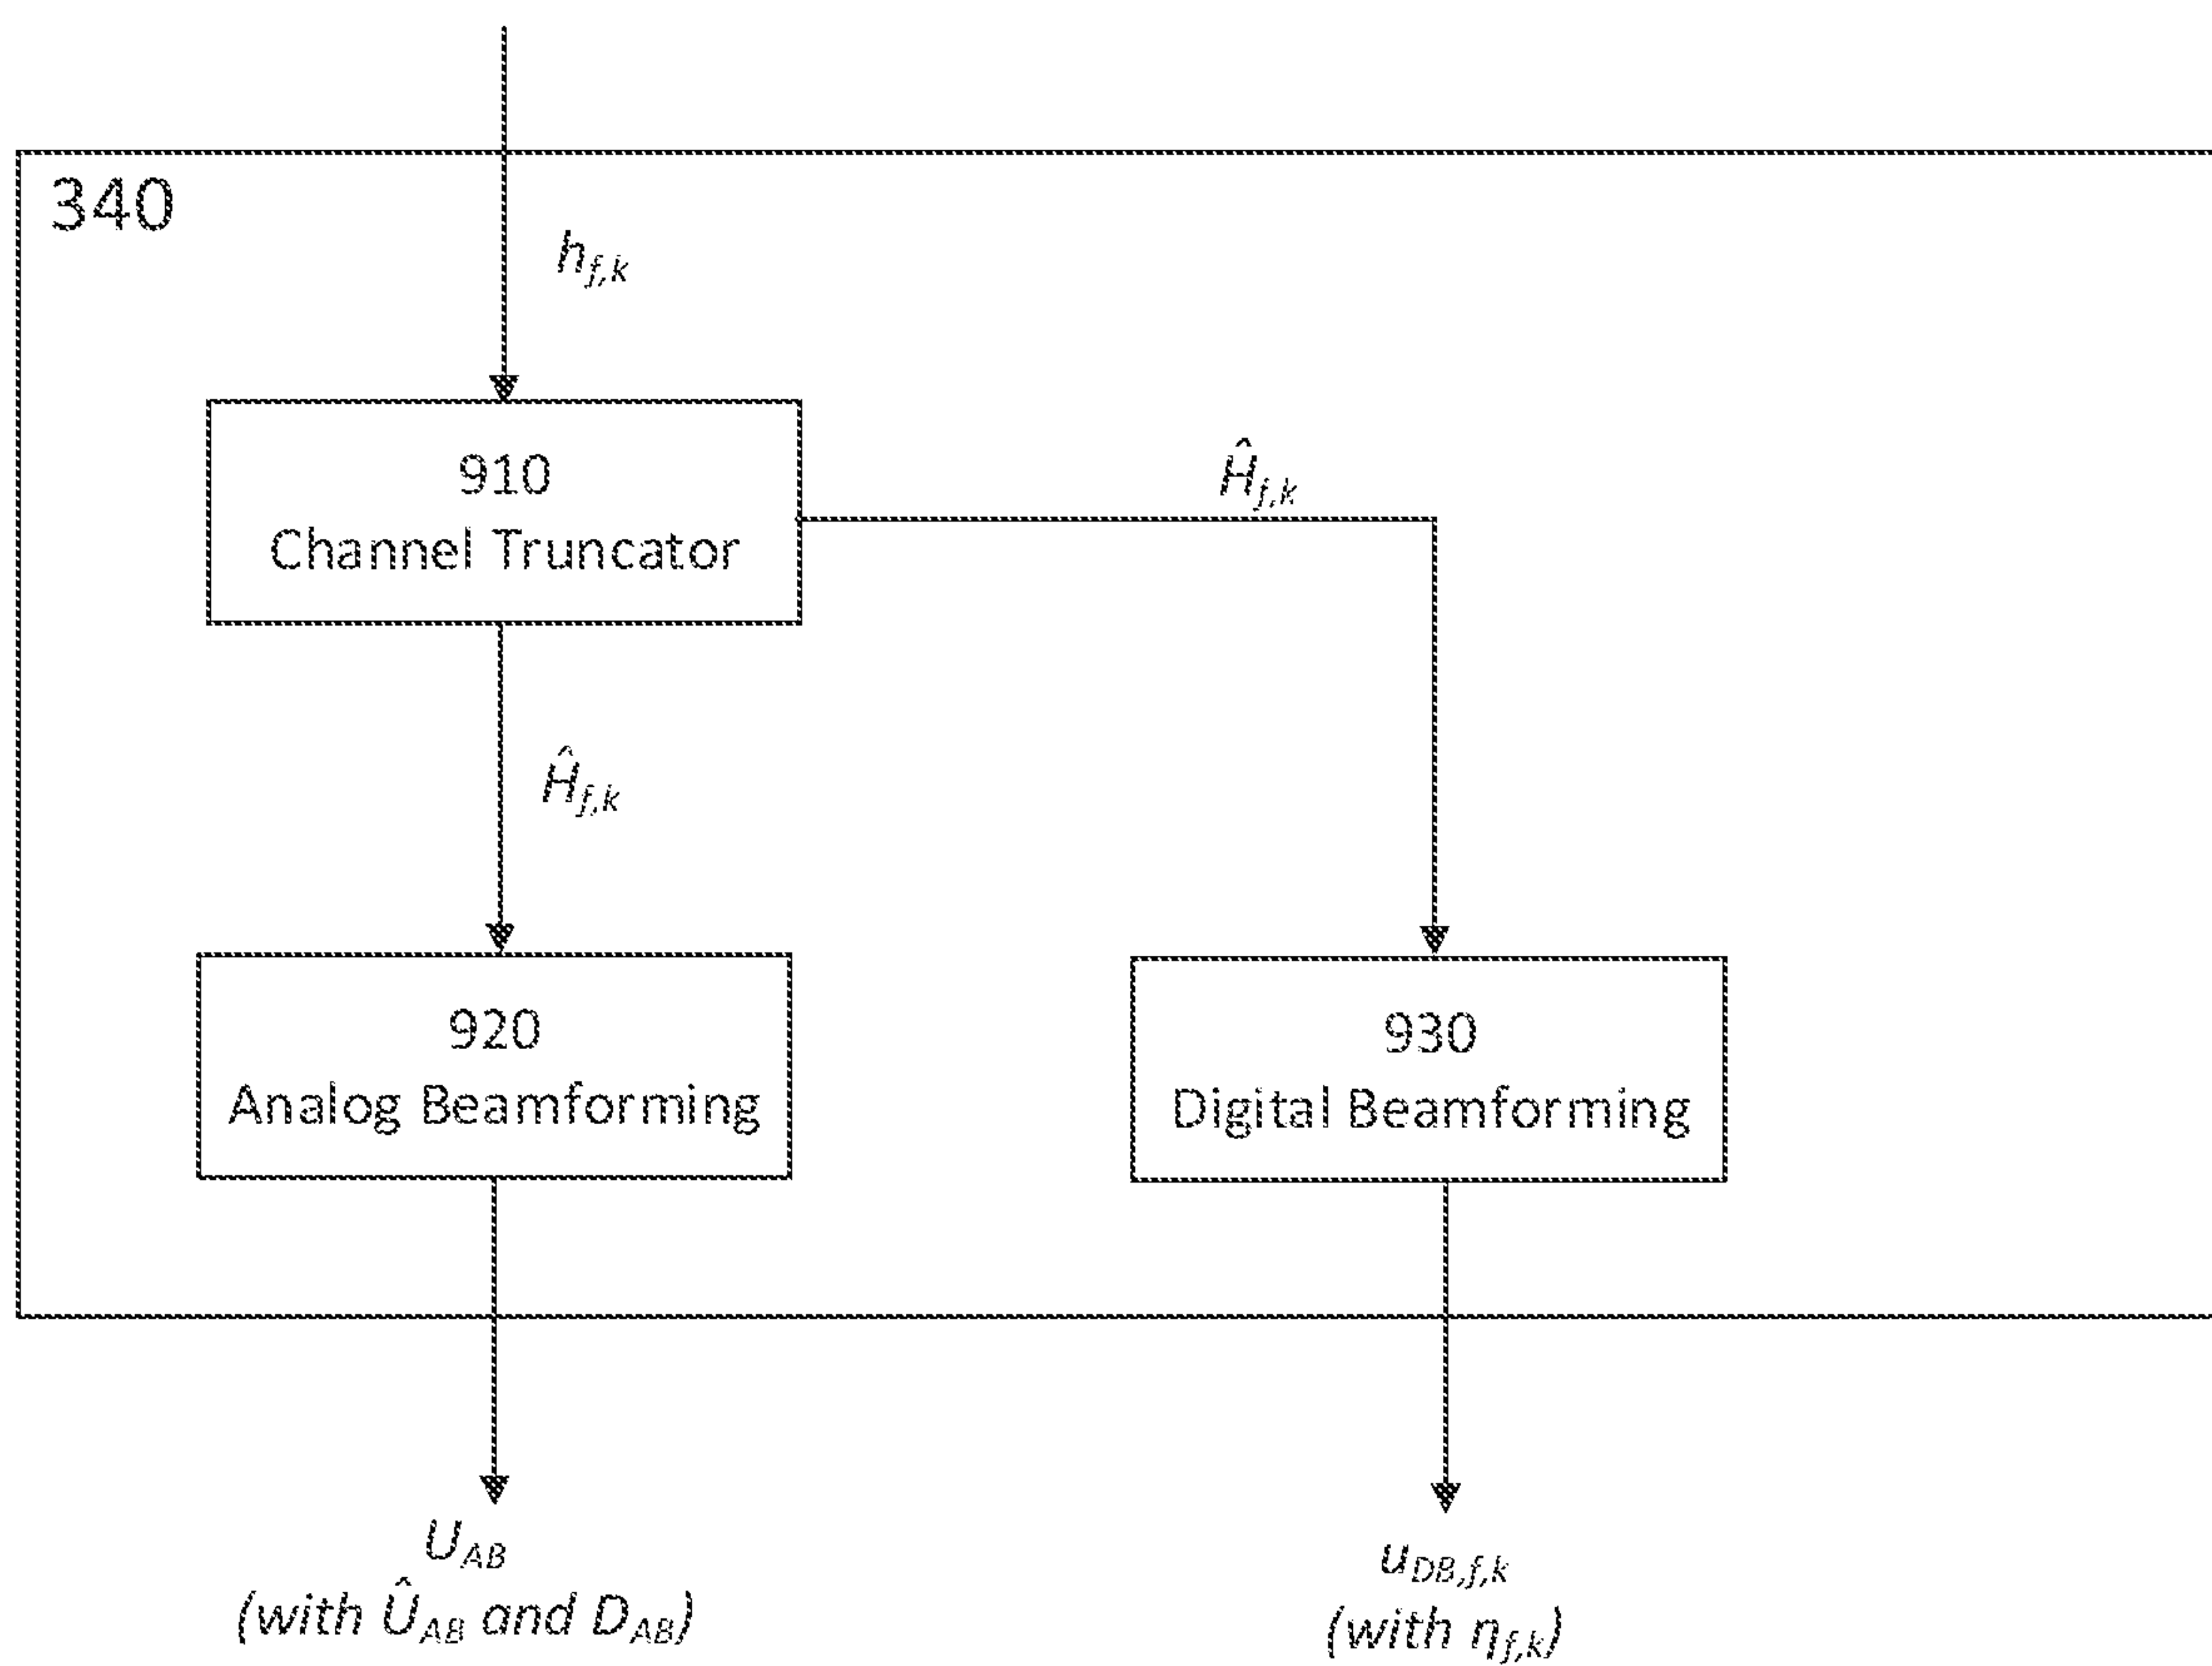 340
h_{f,k}
910
Channel Truncator
Ĥ_{f,k}
Ĥ_{f,k}
920
Analog Beamforming
930
Digital Beamforming
U_{AB}
(with Û_{AB} and D_{AB})
u_{DB,f,k}
(with η_{f,k})